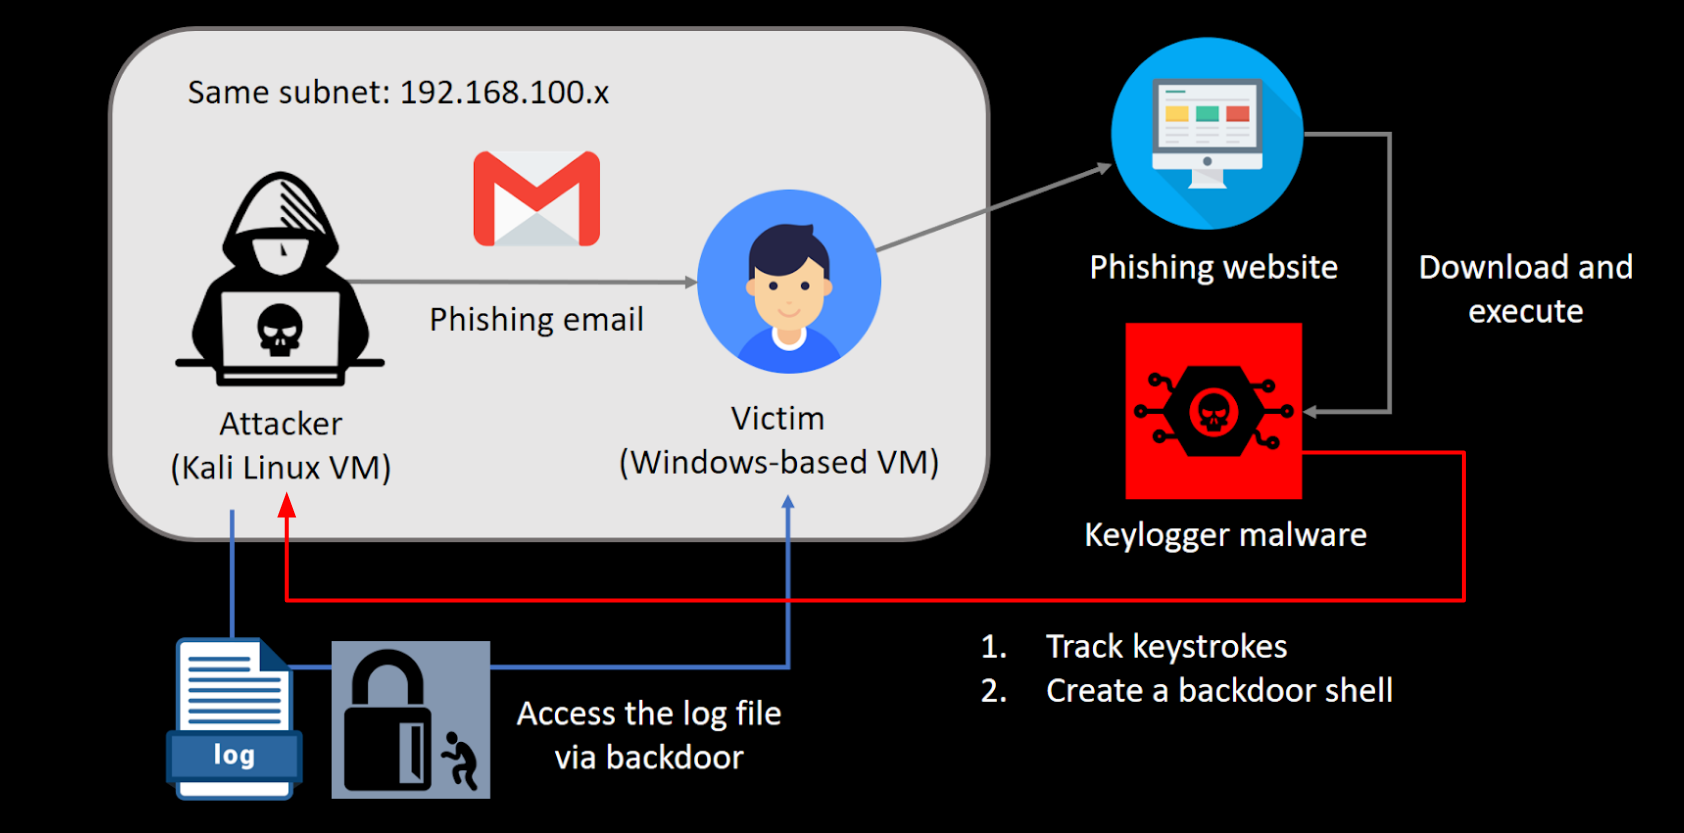 Same subnet: 192.168.100.x
Phishing email
Attacker
(Kali Linux VM)
Victim
(Windows-based VM)
Phishing website
Download and
execute
Keylogger malware
1. Track keystrokes
2. Create a backdoor shell
log
Access the log file
via backdoor